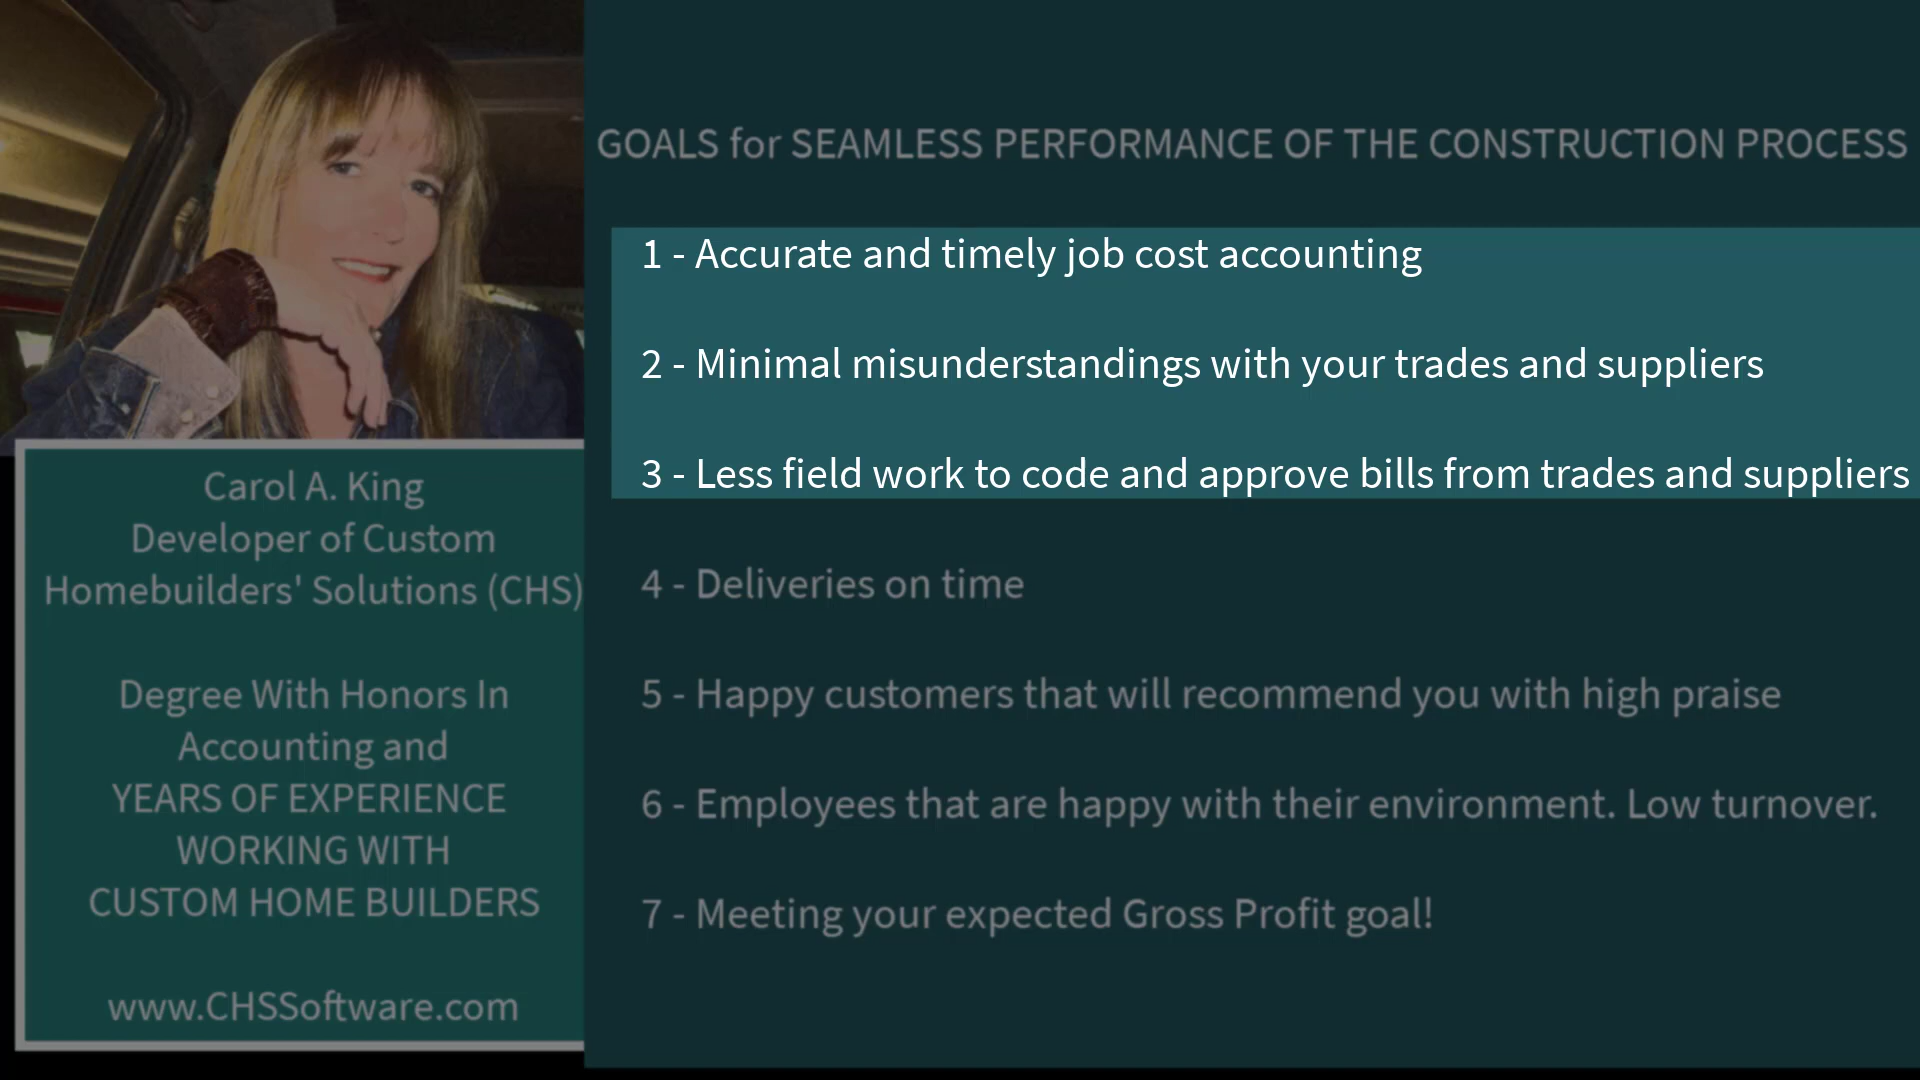 GOALS for SEAMLESS PERFORMANCE OF THE CONSTRUCTION PROCESS
1 - Accurate and timely job cost accounting
2 - Minimal misunderstandings with your trades and suppliers
3 - Less field work to code and approve bills from trades and suppliers
4 - Deliveries on time
5 - Happy customers that will recommend you with high praise
6 - Employees that are happy with their environment. Low turnover.
7 - Meeting your expected Gross Profit goal!
Carol A. King
Developer of Custom
Homebuilders' Solutions (CHS)
Degree With Honors In
Accounting and
YEARS OF EXPERIENCE
WORKING WITH
CUSTOM HOME BUILDERS
www.CHSSoftware.com